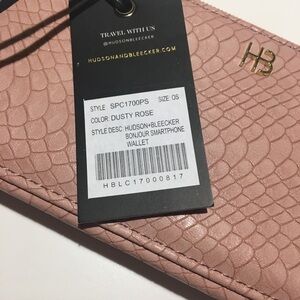 TRAVEL WITH US
@HUDSONBLEECKER
HUDSONANDBLEECKER.COM
HB
STYLE SPC1700PS SIZE: OS
COLOR: DUSTY ROSE
STYLE DESC: HUDSON+BLEECKER
BONJOUR SMARTPHONE
WALLET
HBLC17000817